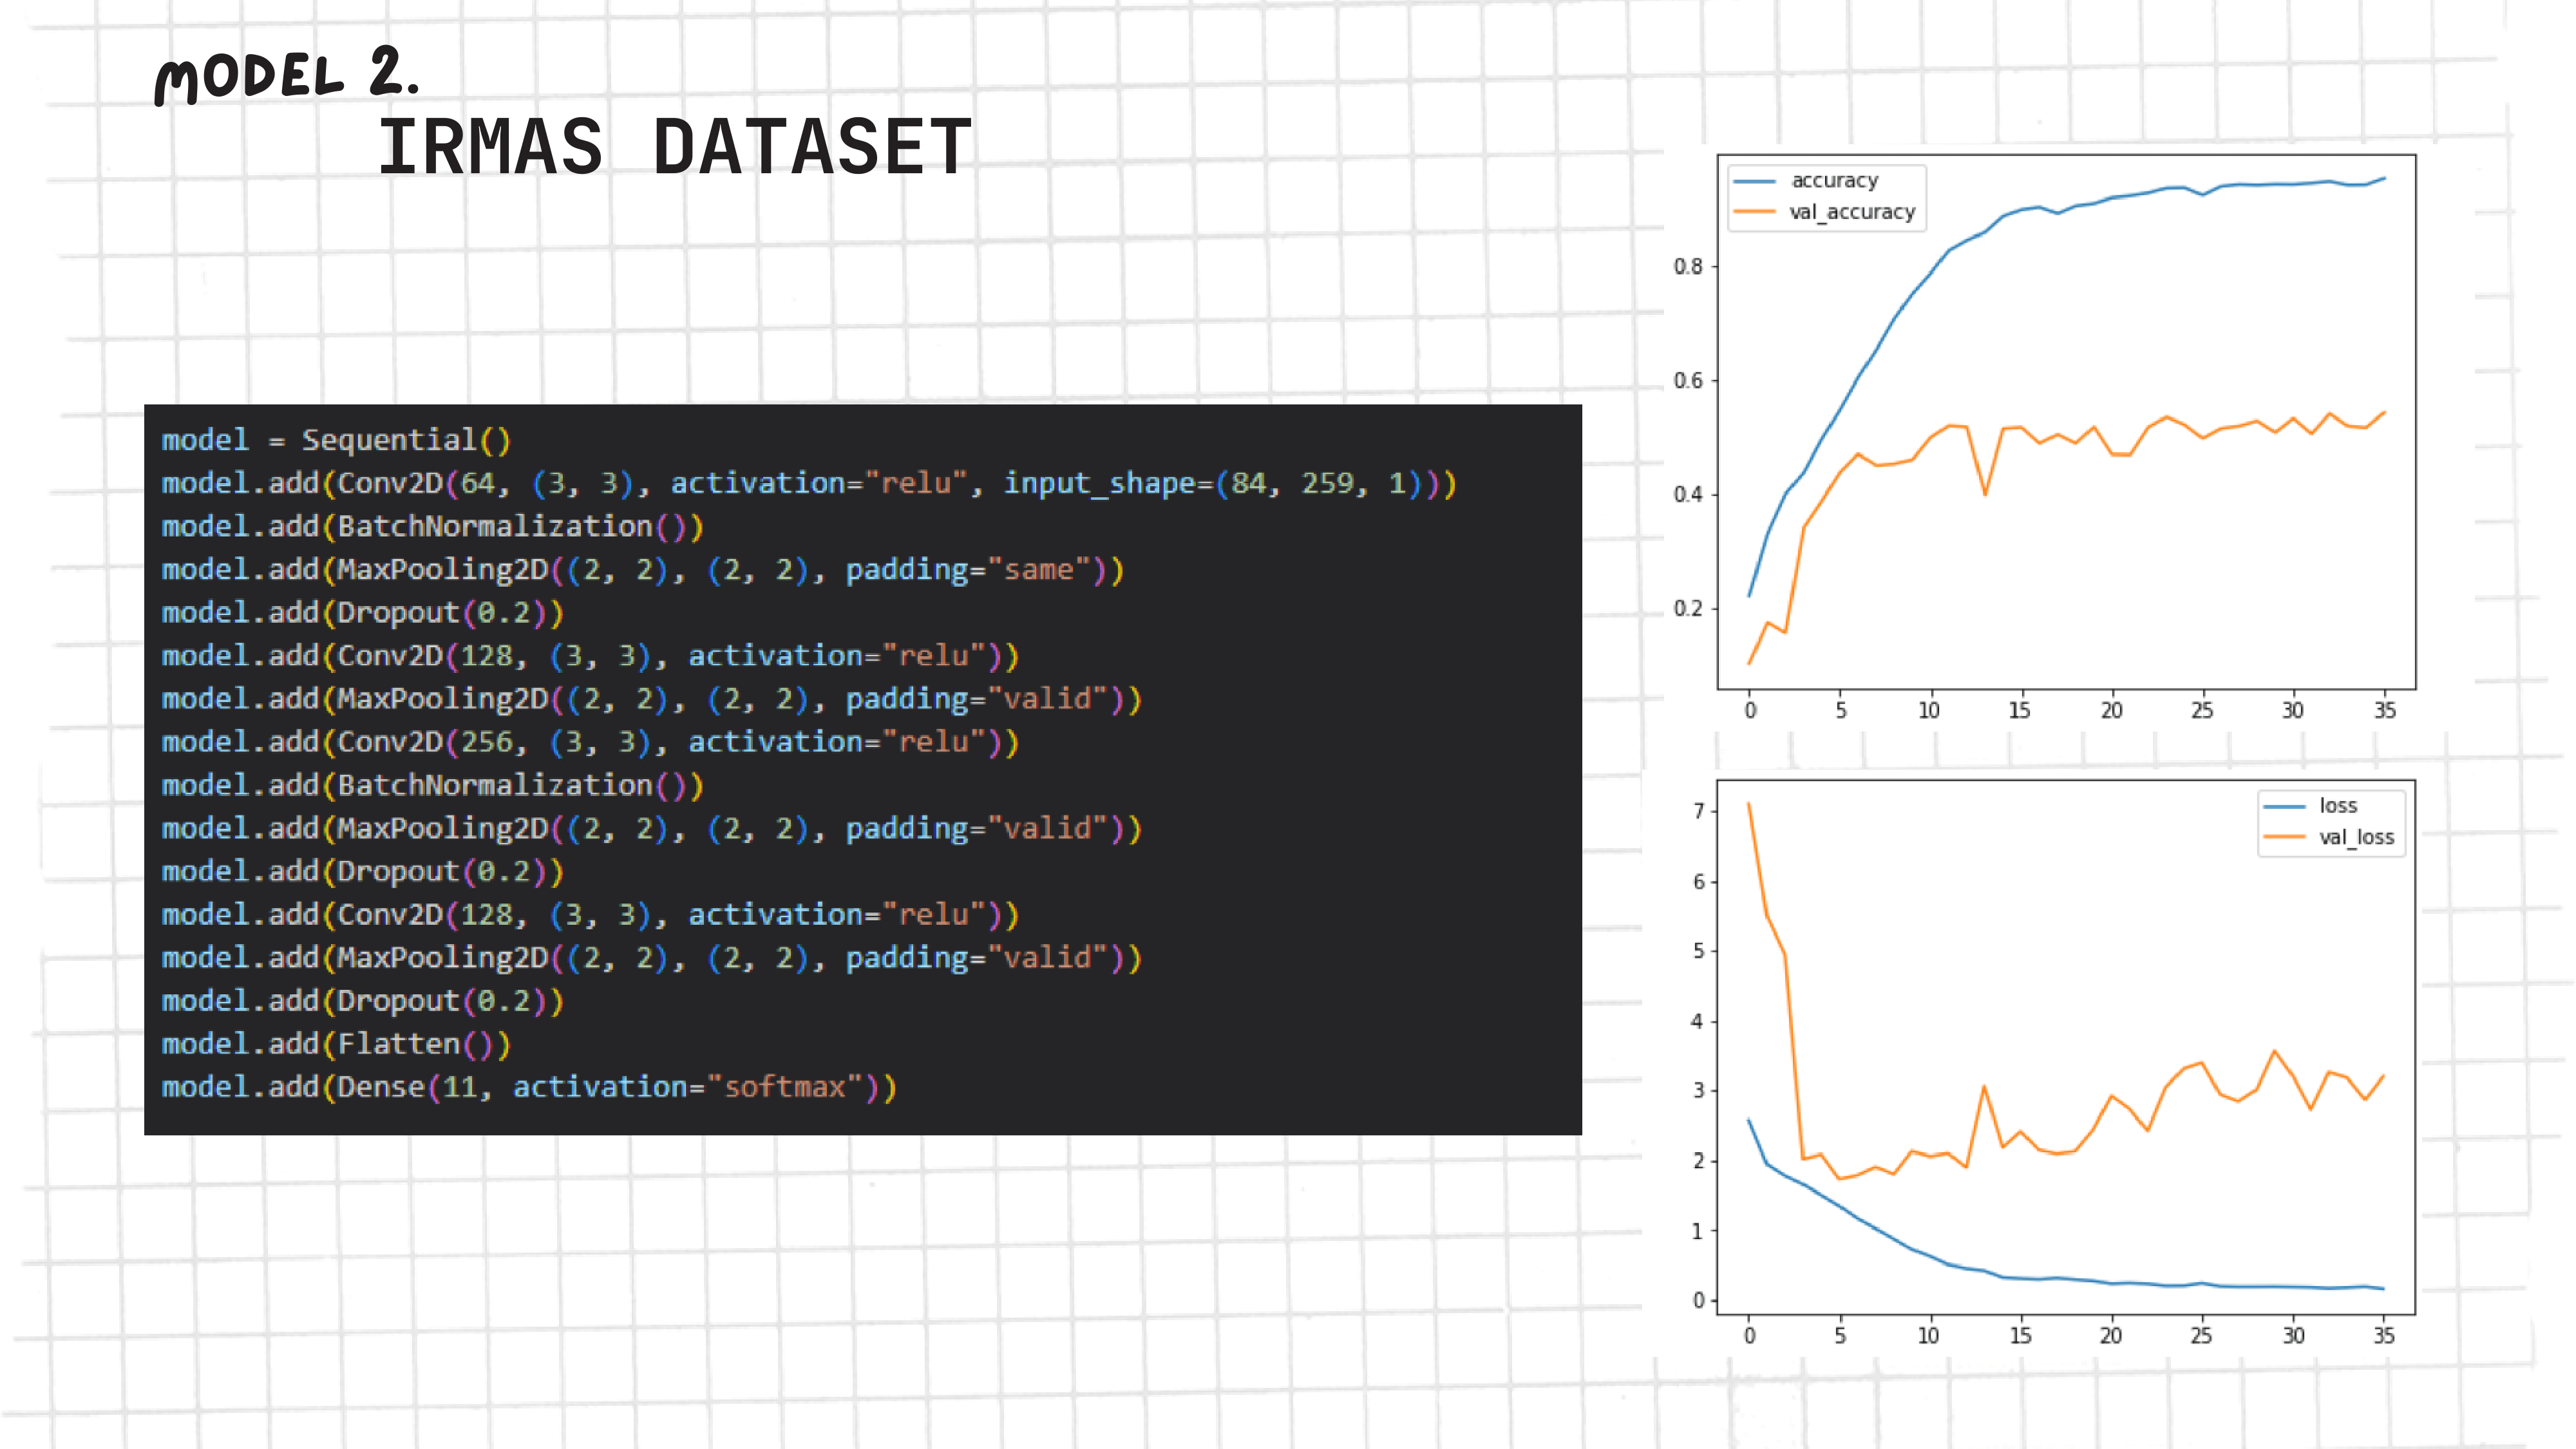 MODEL 2.
IRMAS DATASET
model = Sequential()
model.add(Conv2D(64, (3, 3), activation="relu", input_shape=(84, 259, 1)))
model.add(BatchNormalization())
model.add(MaxPooling2D((2, 2), (2, 2), padding="same"))
model.add(Dropout(0.2))
model.add(Conv2D(128, (3, 3), activation="relu"))
model.add(MaxPooling2D((2, 2), (2, 2), padding="valid"))
model.add(Conv2D(256, (3, 3), activation="relu"))
model.add(BatchNormalization())
model.add(MaxPooling2D((2, 2), (2, 2), padding="valid"))
model.add(Dropout(0.2))
model.add(Conv2D(128, (3, 3), activation="relu"))
model.add(MaxPooling2D((2, 2), (2, 2), padding="valid"))
model.add(Dropout(0.2))
model.add(Flatten())
model.add(Dense(11, activation="softmax"))
accuracy
val_accuracy
0.8
0.6
0.4
0.2
0 5 10 15 20 25 30 35
loss
val_loss
7
6
5
4
3
2
1
0
0 5 10 15 20 25 30 35